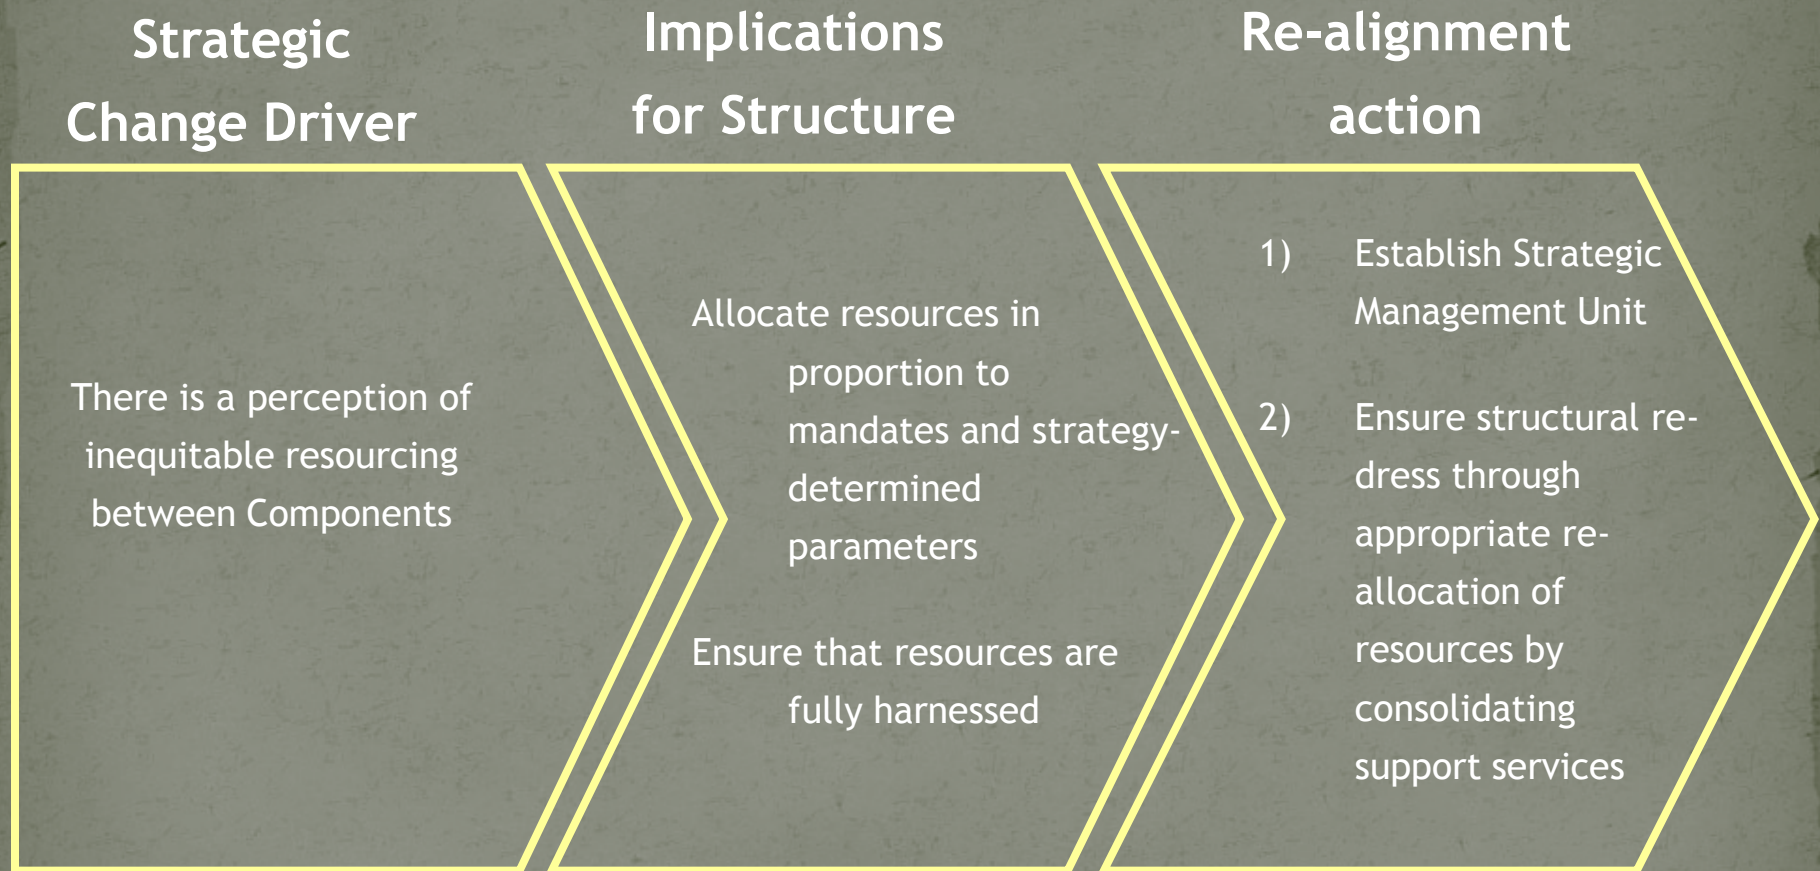 Strategic
Change Driver
Implications
for Structure
Re-alignment
action
There is a perception of
inequitable resourcing
between Components
Allocate resources in
proportion to
mandates and strategy-
determined
parameters
Ensure that resources are
fully harnessed
1) Establish Strategic
Management Unit
2) Ensure structural re-
dress through
appropriate re-
allocation of
resources by
consolidating
support services